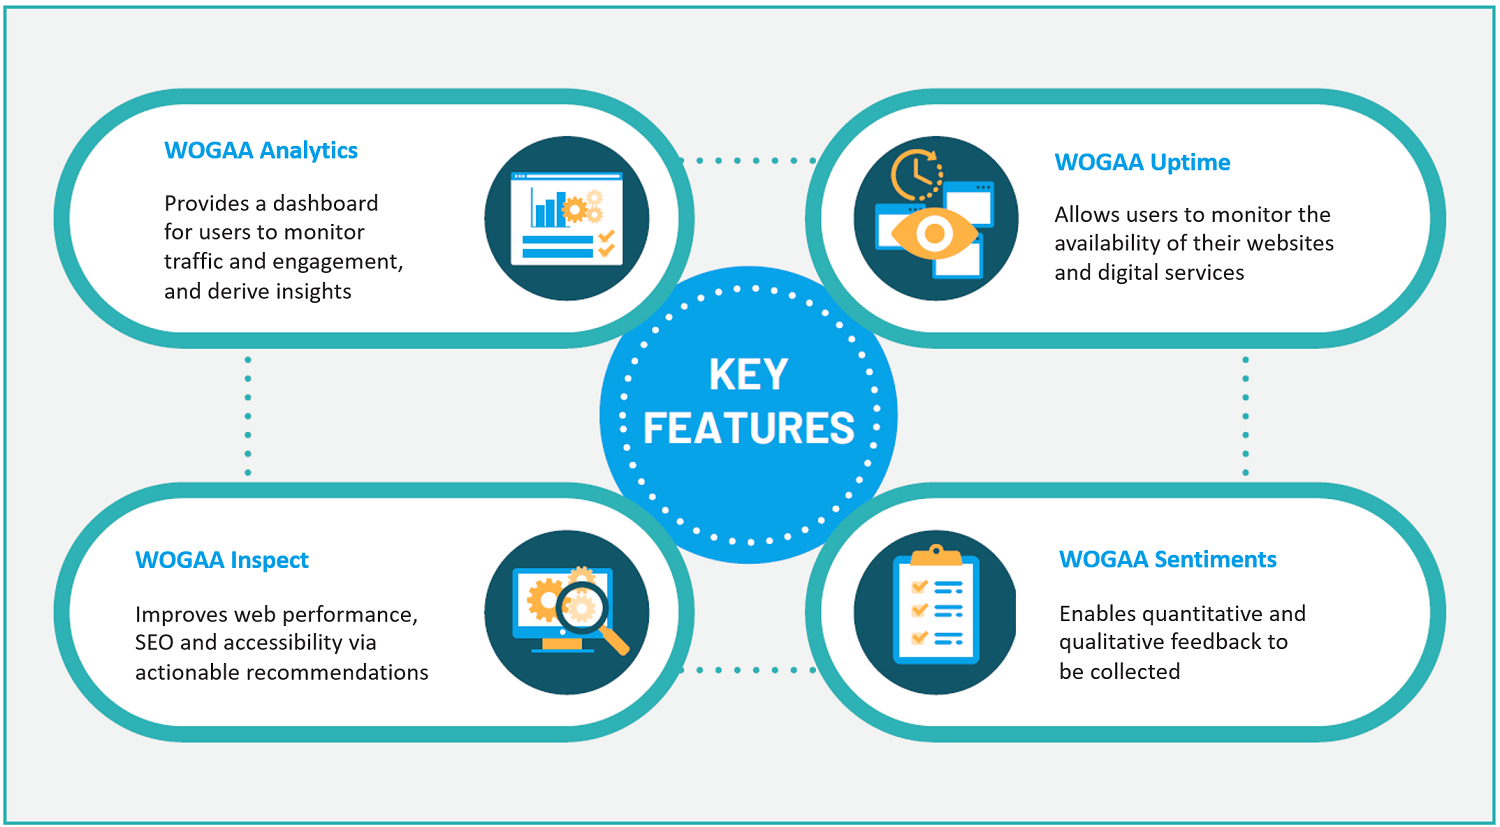 WOGAA Analytics
Provides a dashboard
for users to monitor
traffic and engagement,
and derive insights
WOGAA Uptime
Allows users to monitor the
availability of their websites
and digital services
KEY
FEATURES
WOGAA Inspect
Improves web performance,
SEO and accessibility via
actionable recommendations
WOGAA Sentiments
Enables quantitative and
qualitative feedback to
be collected